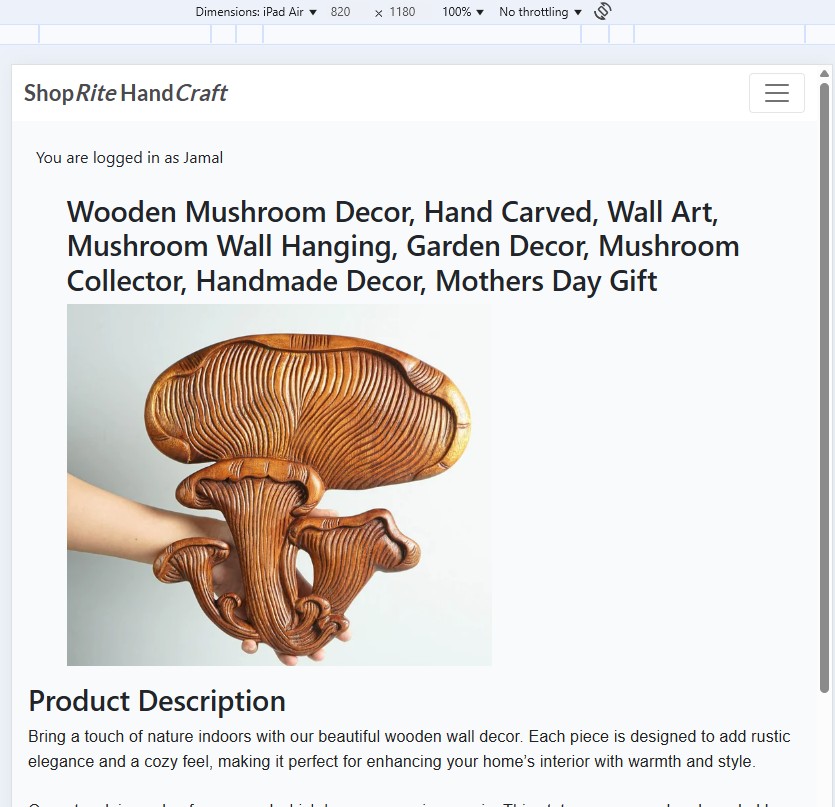 Dimensions: iPad Air ▼ 820 × 1180 100% ▼ No throttling ▼
ShopRite HandCraft
You are logged in as Jamal
Wooden Mushroom Decor, Hand Carved, Wall Art,
Mushroom Wall Hanging, Garden Decor, Mushroom
Collector, Handmade Decor, Mothers Day Gift
Product Description
Bring a touch of nature indoors with our beautiful wooden wall decor. Each piece is designed to add rustic
elegance and a cozy feel, making it perfect for enhancing your home’s interior with warmth and style.